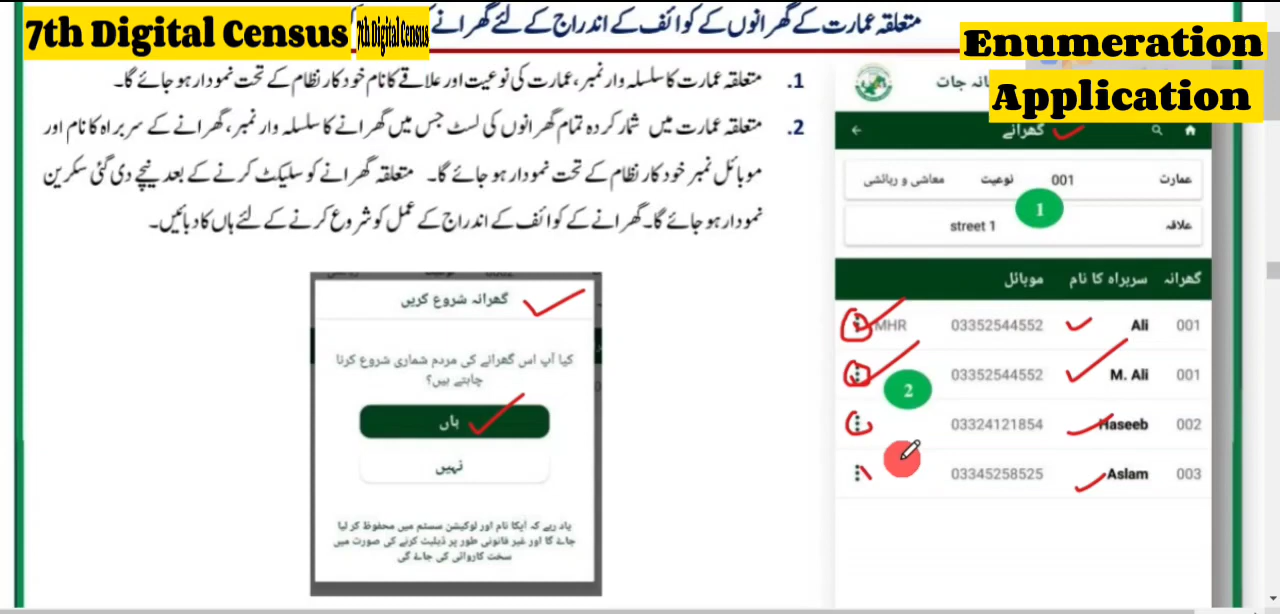 7th Digital Census
7th Digital Census
متعلقہ عمارت کے گھرانوں کے کوائف کے اندراج کے لئے گھرانے
Enumeration
Application
1. متعلقہ عمارت کا سلسلہ وار نمبر، عمارت کی نوعیت اور علاقے کا نام خود کار نظام کے تحت نمودار ہو جائے گا۔
2. متعلقہ عمارت میں شمار کردہ تمام گھرانوں کی لسٹ جس میں گھرانے کا سلسلہ وار نمبر، گھرانے کے سربراہ کا نام اور
موبائل نمبر خود کار نظام کے تحت نمودار ہو جائے گا۔ متعلقہ گھرانے کو سلیکٹ کرنے کے بعد نیچے دی گئی سکرین
نمودار ہو جائے گا۔ گھرانے کے کوائف کے اندراج کے عمل کو شروع کرنے کے لئے ہاں کا دبائیں۔
گھرانہ شروع کریں
کیا آپ اس گھرانے کی مردم شماری شروع کرنا
چاہتے ہیں؟
ہاں
نہیں
یاد رہے کہ آپکا نام اور لوکیشن سسٹم میں محفوظ کر لیا
جائے گا اور غیر قانونی طور پر ڈیلیٹ کرنے کی صورت میں
سخت کاروائی کی جائے گی
جات
گھرانے
عمارت 001 نوعیت معاشی و رہائشی
1
علاقہ street 1
گھرانہ سربراہ کا نام موبائل
001 Ali 03352544552 MHR
001 M. Ali 03352544552
2
002 Haseeb 03324121854
003 Aslam 03345258525